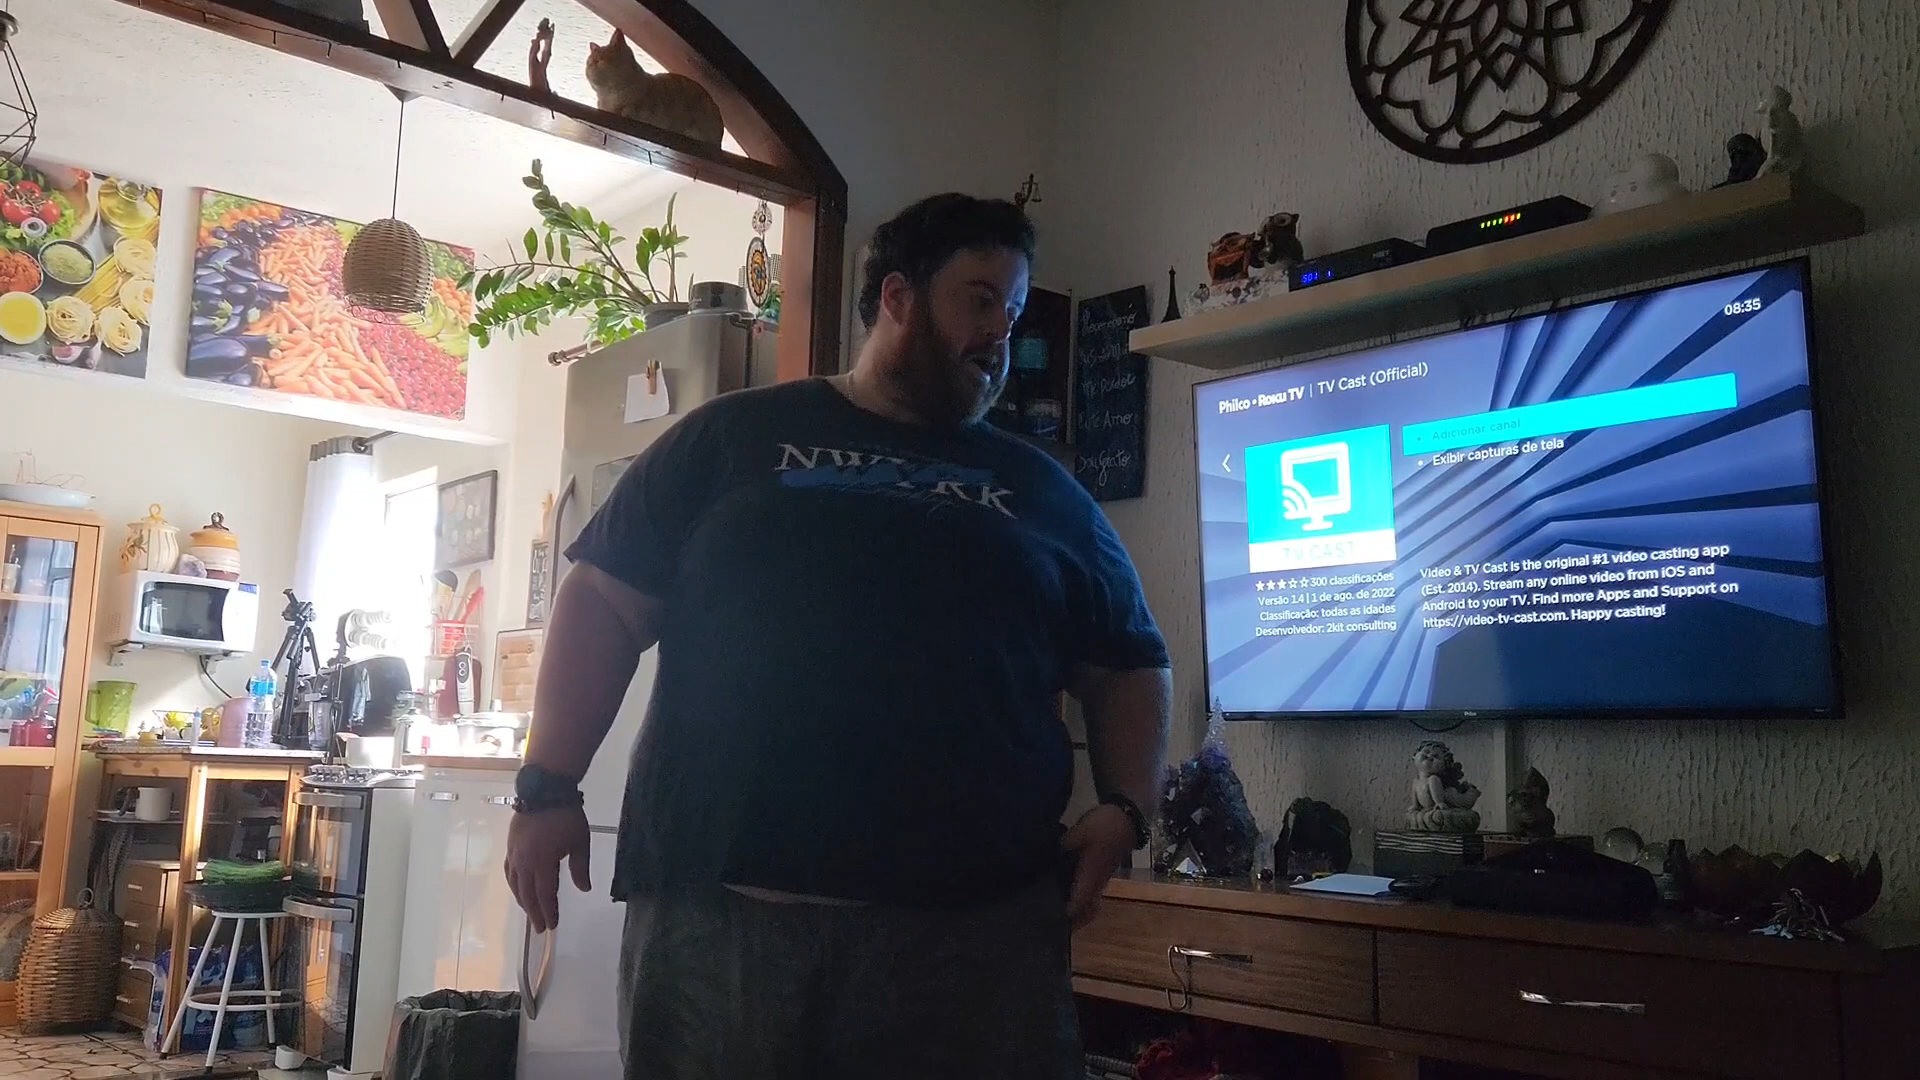 NWYRK
501 1
08:35
Philco • Roku TV | TV Cast (Official)
• Adicionar canal
• Exibir capturas de tela
TV CAST
300 classificações
Versão 1.4 | 1 de ago. de 2022
Classificação: todas as idades
Desenvolvedor: 2kit consulting
Video & TV Cast is the original #1 video casting app
(Est. 2014). Stream any online video from iOS and
Android to your TV. Find more Apps and Support on
https://video-tv-cast.com. Happy casting!